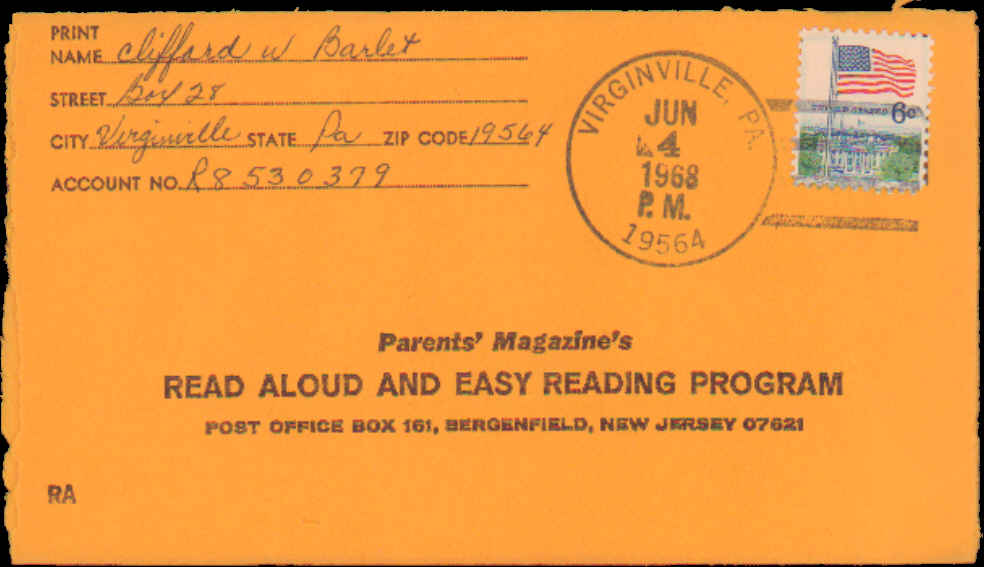 PRINT
NAME Clifford W Barlet
STREET Box 28
CITY Virginville STATE Pa ZIP CODE 19564
ACCOUNT NO. R8530379
VIRGINVILLE, PA.
JUN
4
1968
P.M.
19564
6c
Parents' Magazine's
READ ALOUD AND EASY READING PROGRAM
POST OFFICE BOX 161, BERGENFIELD, NEW JERSEY 07621
RA